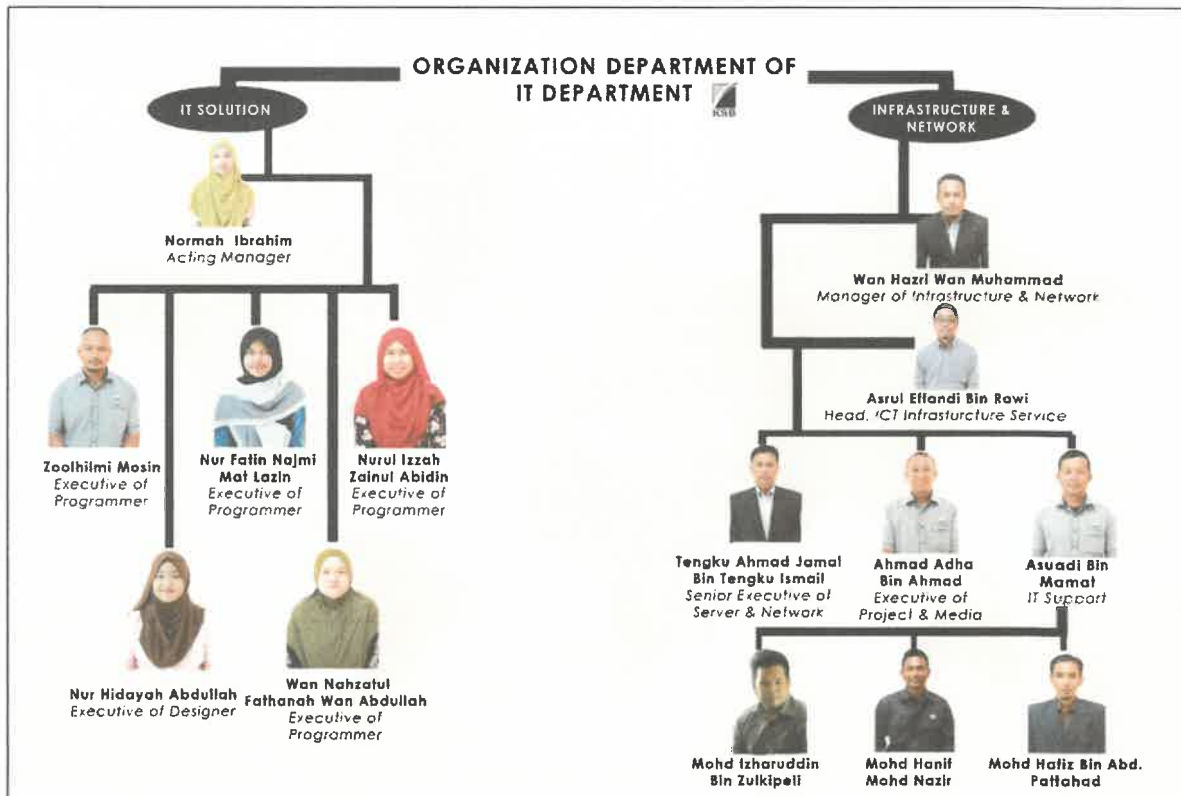 ORGANIZATION DEPARTMENT OF
IT DEPARTMENT
KSB
IT SOLUTION
Normah Ibrahim
Acting Manager
Zoolhilmi Mosin
Executive of
Programmer
Nur Fatin Najmi
Mat Lazin
Executive of
Programmer
Nurul Izzah
Zainul Abidin
Executive of
Programmer
Nur Hidayah Abdullah
Executive of Designer
Wan Nahzatul
Fathanah Wan Abdullah
Executive of
Programmer
INFRASTRUCTURE &
NETWORK
Wan Hazri Wan Muhammad
Manager of Infrastructure & Network
Asrul Effandi Bin Rawi
Head, ICT Infrasturcture Service
Tengku Ahmad Jamal
Bin Tengku Ismail
Senior Executive of
Server & Network
Ahmad Adha
Bin Ahmad
Executive of
Project & Media
Asuadi Bin
Mamat
IT Support
Mohd Izharuddin
Bin Zulkipeli
Mohd Hanif
Mohd Nazir
Mohd Hafiz Bin Abd.
Pattahad